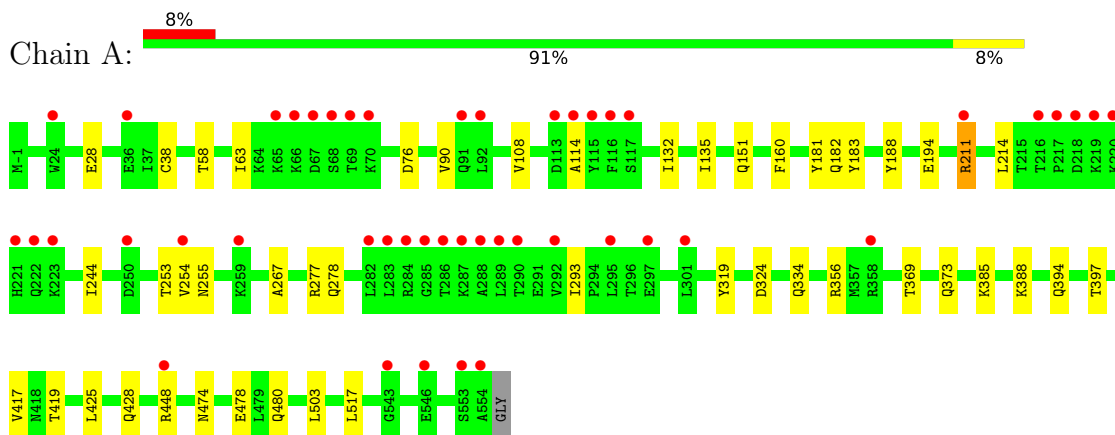 8%
Chain A:
91% 8%
M-1 W24 E28 E36 I37 C38 T58 I63 K64 K65 K66 D67 S68 T69 K70 D76 V90 Q91 L92 V108 D113 A114 Y115 F116 S117 I132 I135 Q151 F160 Y181 Q182 Y183 Y188 E194 R211 L214 T215 T216 P217 D218 K219 K220
H221 Q222 K223 I244 D250 T253 V254 N255 K259 A267 R277 Q278 L282 L283 R284 G285 T286 K287 A288 L289 T290 E291 V292 I293 P294 L295 T296 E297 L301 Y319 D324 Q334 R356 M357 R358 T369 Q373 K385 K388 Q394 T397
V417 N418 T419 L425 Q428 R448 N474 E478 L479 Q480 L503 L517 G543 E546 S553 A554 GLY